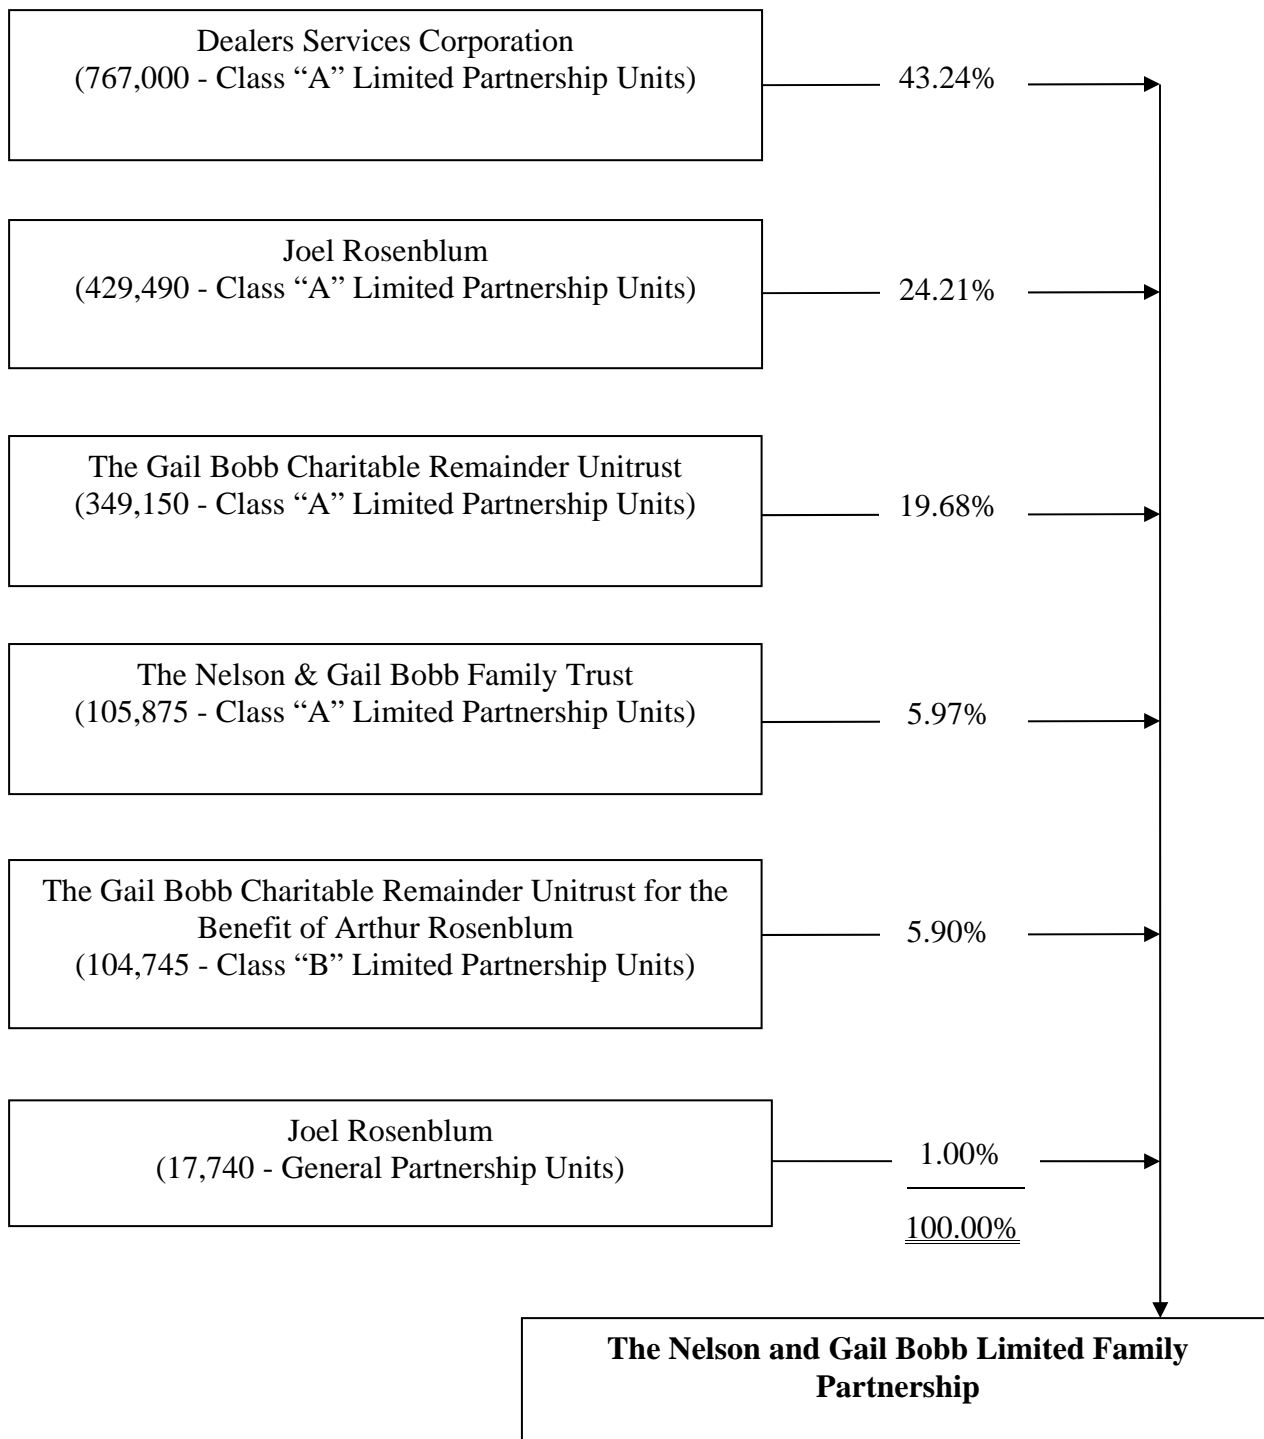 Dealers Services Corporation
(767,000 - Class “A” Limited Partnership Units)
43.24%
Joel Rosenblum
(429,490 - Class “A” Limited Partnership Units)
24.21%
The Gail Bobb Charitable Remainder Unitrust
(349,150 - Class “A” Limited Partnership Units)
19.68%
The Nelson & Gail Bobb Family Trust
(105,875 - Class “A” Limited Partnership Units)
5.97%
The Gail Bobb Charitable Remainder Unitrust for the
Benefit of Arthur Rosenblum
(104,745 - Class “B” Limited Partnership Units)
5.90%
Joel Rosenblum
(17,740 - General Partnership Units)
1.00%
100.00%
The Nelson and Gail Bobb Limited Family
Partnership